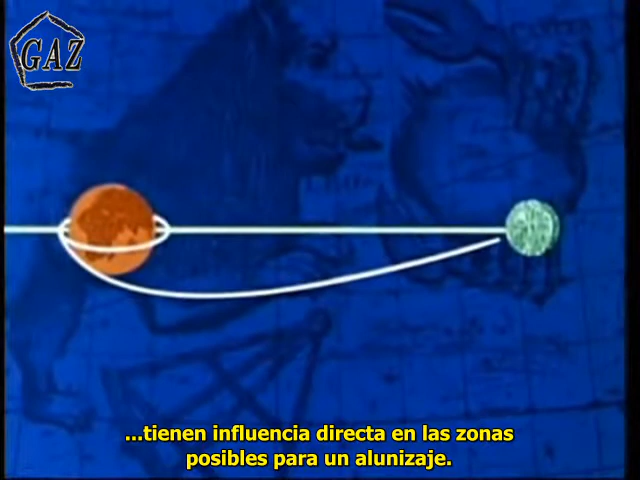 GAZ
...tienen influencia directa en las zonas
posibles para un alunizaje.